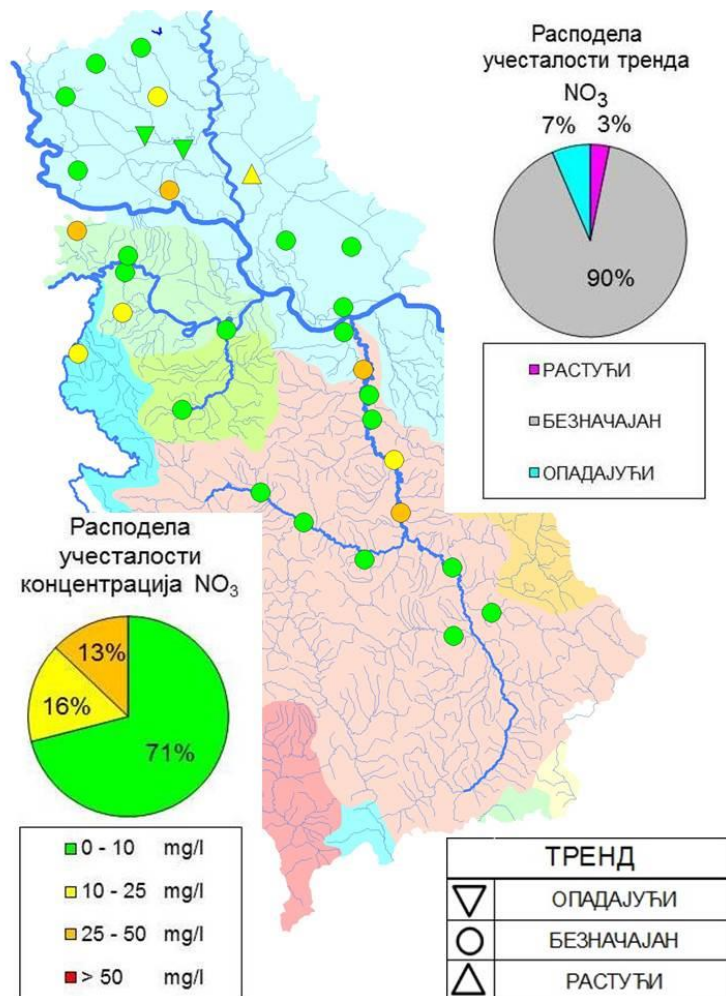 Расподела
учесталости тренда
NO₃
7%
3%
90%
РАСТУЋИ
БЕЗНАЧАЈАН
ОПАДАЈУЋИ
Расподела
учесталости
концентрација NO₃
13%
16%
71%
0 - 10 mg/l
10 - 25 mg/l
25 - 50 mg/l
> 50 mg/l
ТРЕНД
ОПАДАЈУЋИ
БЕЗНАЧАЈАН
РАСТУЋИ